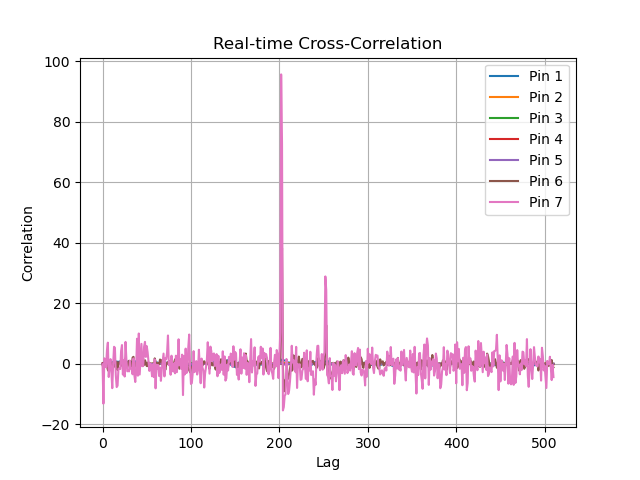 Real-time Cross-Correlation
100
80
60
40
20
0
−20
Correlation
0 100 200 300 400 500
Lag
Pin 1
Pin 2
Pin 3
Pin 4
Pin 5
Pin 6
Pin 7